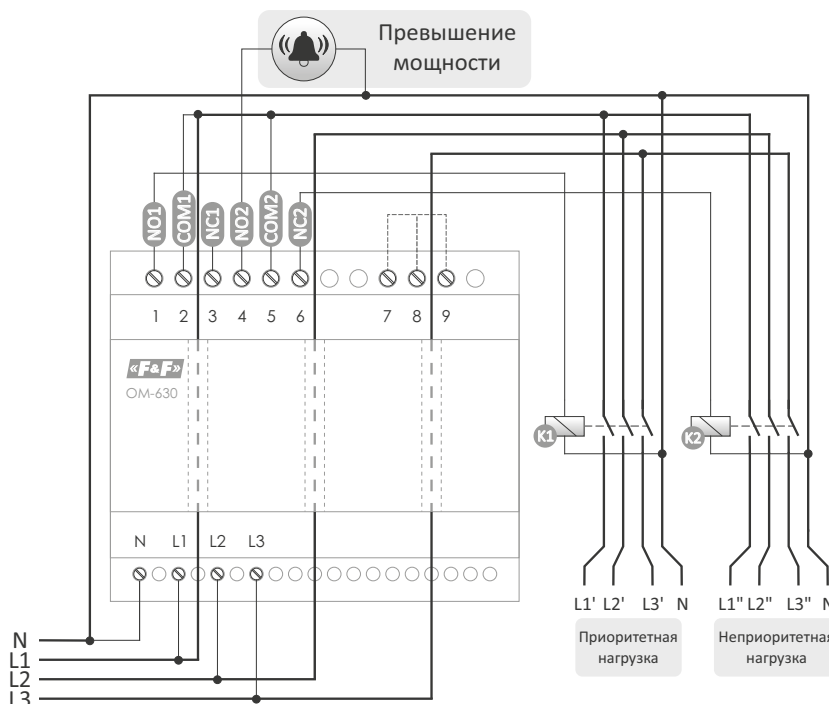 Превышение
мощности
NO1 COM1 NC1 NO2 COM2 NC2
1 2 3 4 5 6 7 8 9
«F&F»
OM-630
K1 K2
N L1 L2 L3
L1' L2' L3' N L1" L2" L3" N
Приоритетная
нагрузка
Неприоритетная
нагрузка
N
L1
L2
L3